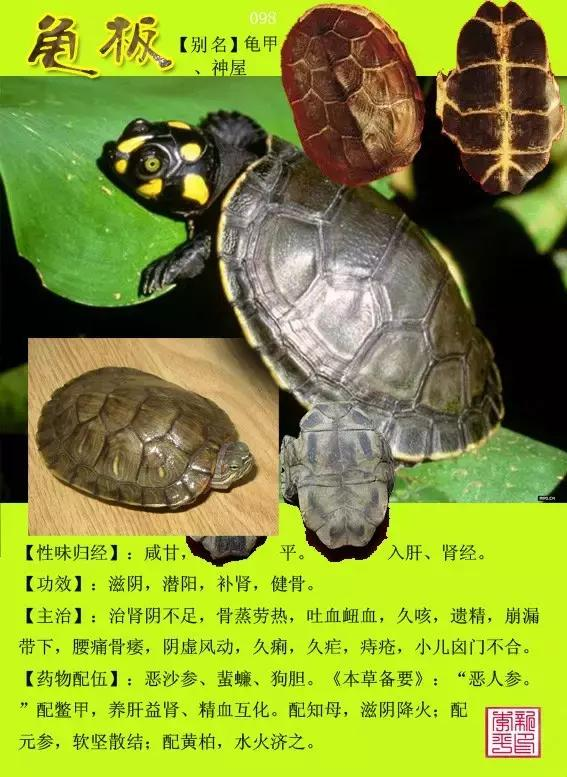 098
龟板
【别名】龟甲
、神屋
【性味归经】：咸甘，平。入肝、肾经。
【功效】：滋阴，潜阳，补肾，健骨。
【主治】：治肾阴不足，骨蒸劳热，吐血衄血，久咳，遗精，崩漏
带下，腰痛骨痿，阴虚风动，久痢，久疟，痔疮，小儿囟门不合。
【药物配伍】：恶沙参、蜚蠊、狗胆。《本草备要》：“恶人参。
”配鳖甲，养肝益肾、精血互化。配知母，滋阴降火；配
元参，软坚散结；配黄柏，水火济之。